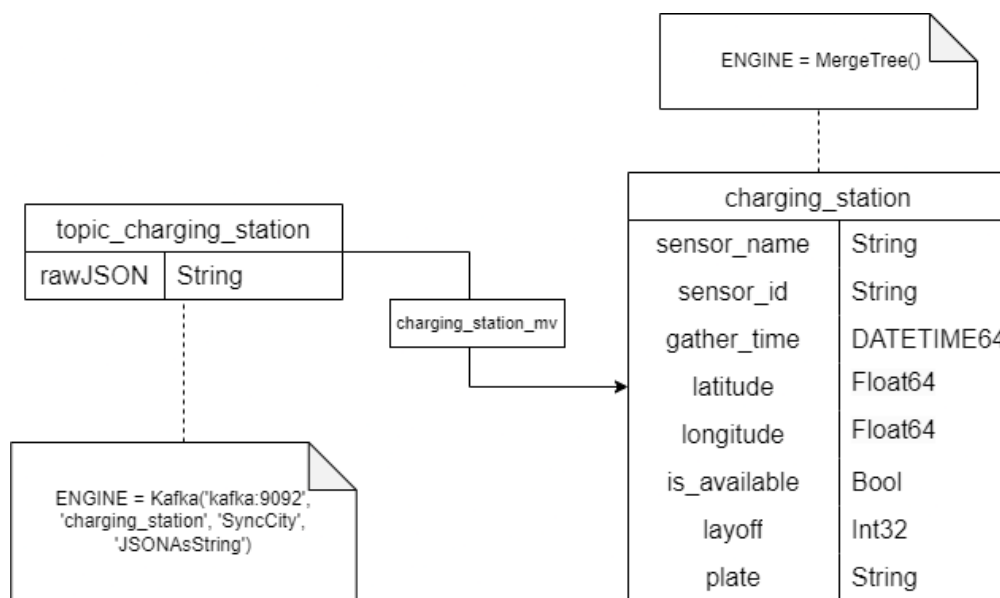 ENGINE = MergeTree()
topic_charging_station
rawJSON String
charging_station_mv
ENGINE = Kafka('kafka:9092',
'charging_station', 'SyncCity',
'JSONAsString')
charging_station
sensor_name String
sensor_id String
gather_time DATETIME64
latitude Float64
longitude Float64
is_available Bool
layoff Int32
plate String